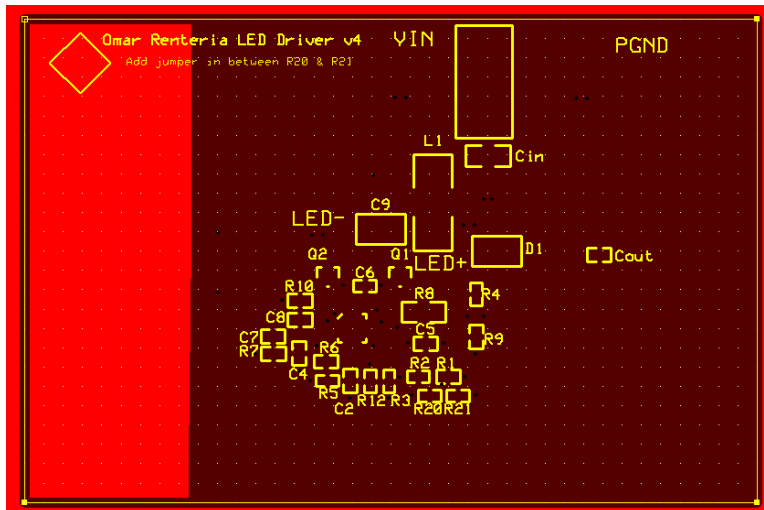 Omar Renteria LED Driver v4
VIN
PGND
Add jumper in between R20 & R21
L1
Cin
C9
LED-
Q2
Q1
LED+
D1
Cout
C6
R10
R8
R4
C8
C7
R7
C4
R6
C5
R9
R5
C2
R12
R3
R2
R1
R20
R21